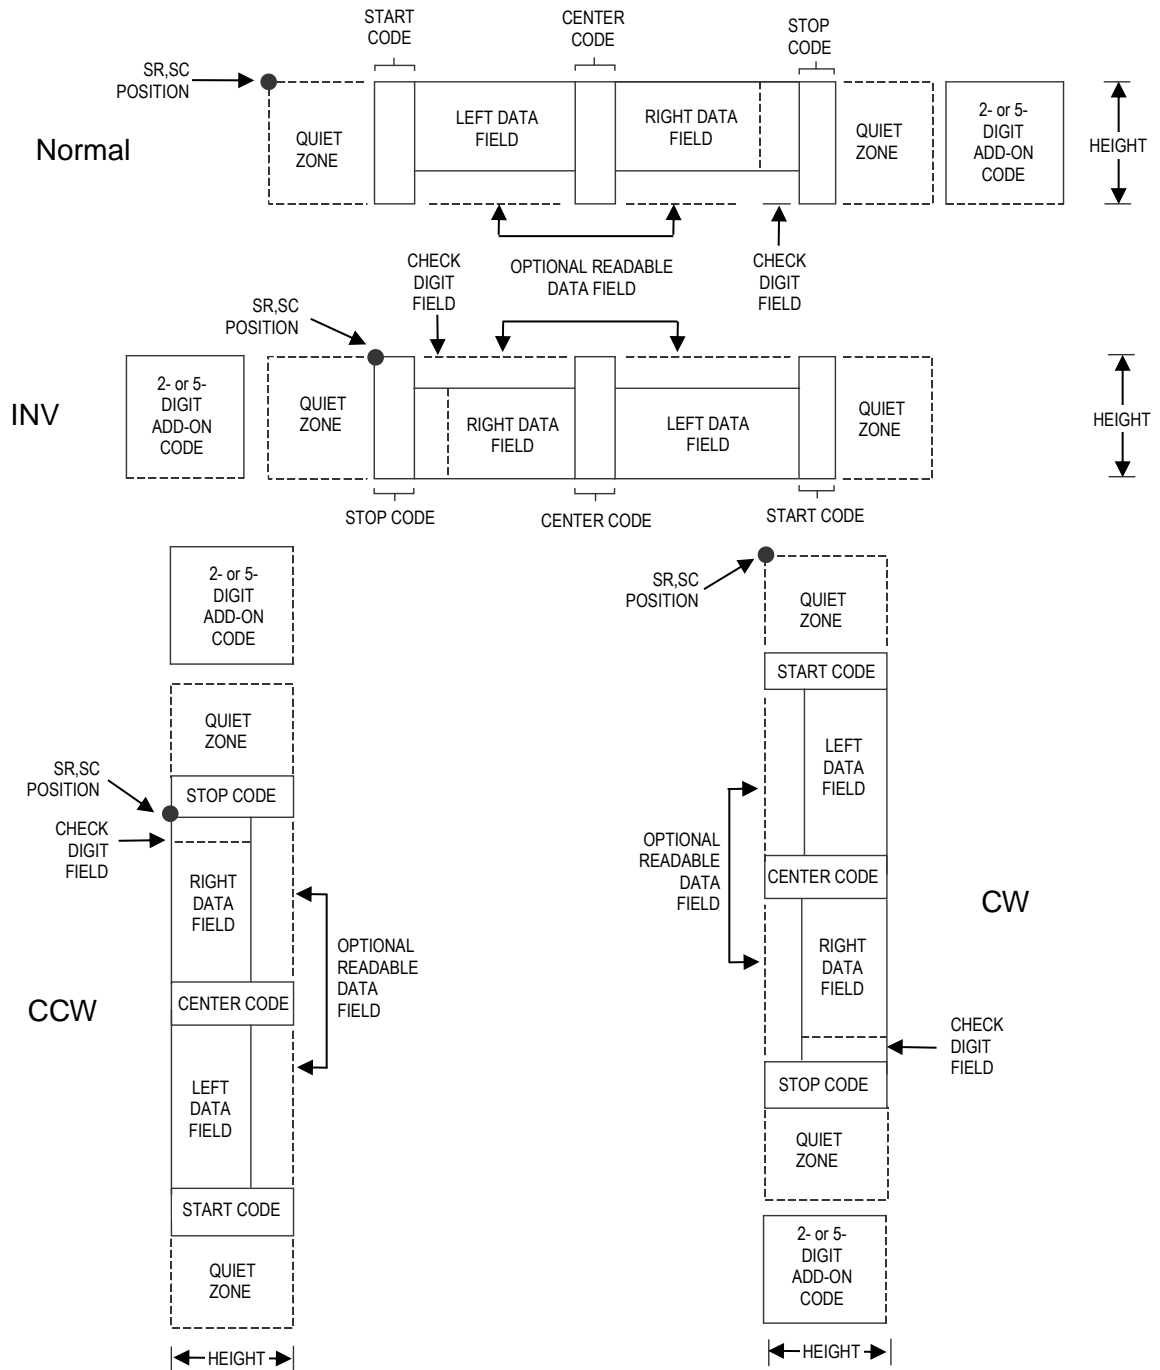 START
CODE
CENTER
CODE
STOP
CODE
SR,SC
POSITION
Normal
QUIET
ZONE
LEFT DATA
FIELD
RIGHT DATA
FIELD
QUIET
ZONE
2- or 5-
DIGIT
ADD-ON
CODE
HEIGHT
CHECK
DIGIT
FIELD
OPTIONAL READABLE
DATA FIELD
CHECK
DIGIT
FIELD
SR,SC
POSITION
INV
2- or 5-
DIGIT
ADD-ON
CODE
QUIET
ZONE
RIGHT DATA
FIELD
LEFT DATA
FIELD
QUIET
ZONE
HEIGHT
STOP CODE
CENTER CODE
START CODE
2- or 5-
DIGIT
ADD-ON
CODE
QUIET
ZONE
SR,SC
POSITION
STOP CODE
CHECK
DIGIT
FIELD
RIGHT
DATA
FIELD
OPTIONAL
READABLE
DATA
FIELD
CCW
CENTER CODE
LEFT
DATA
FIELD
START CODE
QUIET
ZONE
HEIGHT
SR,SC
POSITION
QUIET
ZONE
START CODE
LEFT
DATA
FIELD
OPTIONAL
READABLE
DATA
FIELD
CENTER CODE
CW
RIGHT
DATA
FIELD
CHECK
DIGIT
FIELD
STOP CODE
QUIET
ZONE
2- or 5-
DIGIT
ADD-ON
CODE
HEIGHT